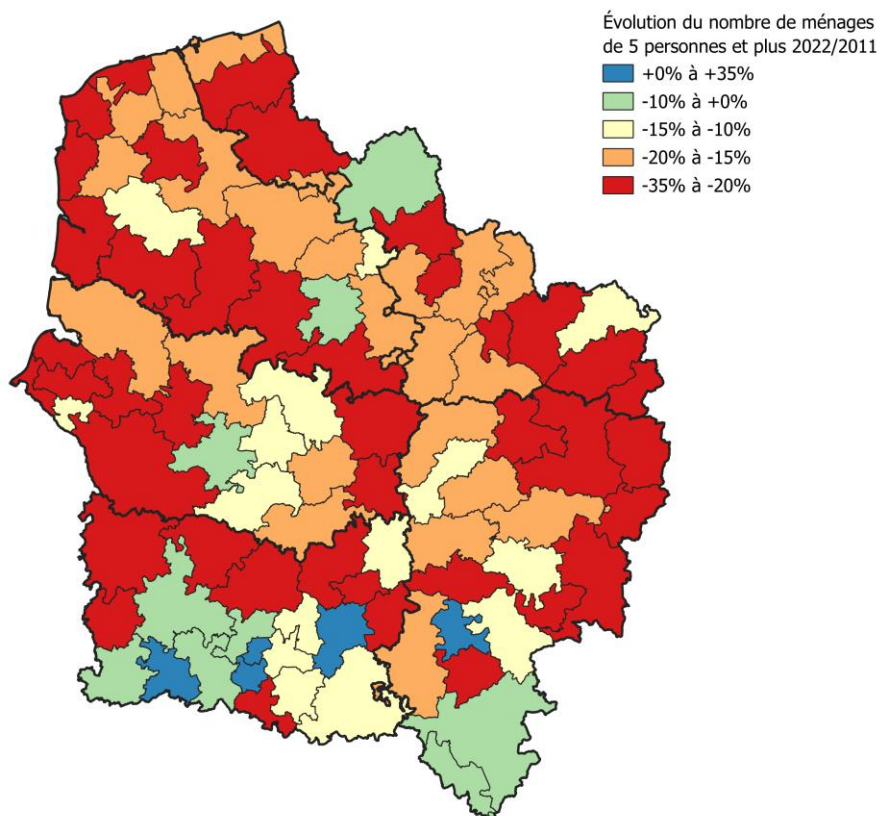 Évolution du nombre de ménages
de 5 personnes et plus 2022/2011
+0% à +35%
-10% à +0%
-15% à -10%
-20% à -15%
-35% à -20%